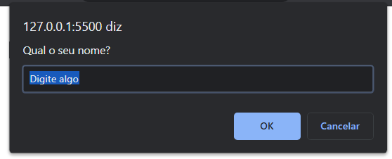 127.0.0.1:5500 diz
Qual o seu nome?
Digite algo
OK
Cancelar